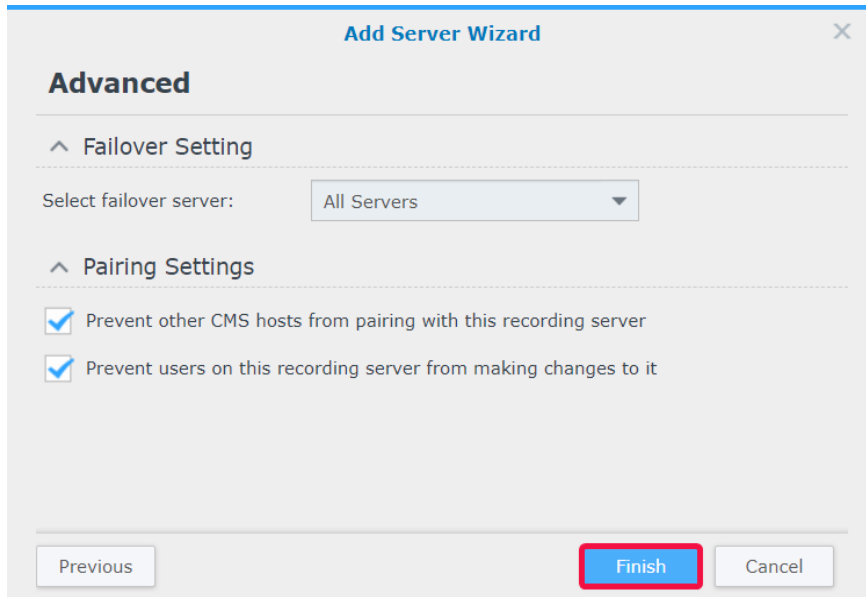 Add Server Wizard
Advanced
Failover Setting
Select failover server: All Servers
Pairing Settings
Prevent other CMS hosts from pairing with this recording server
Prevent users on this recording server from making changes to it
Previous Finish Cancel